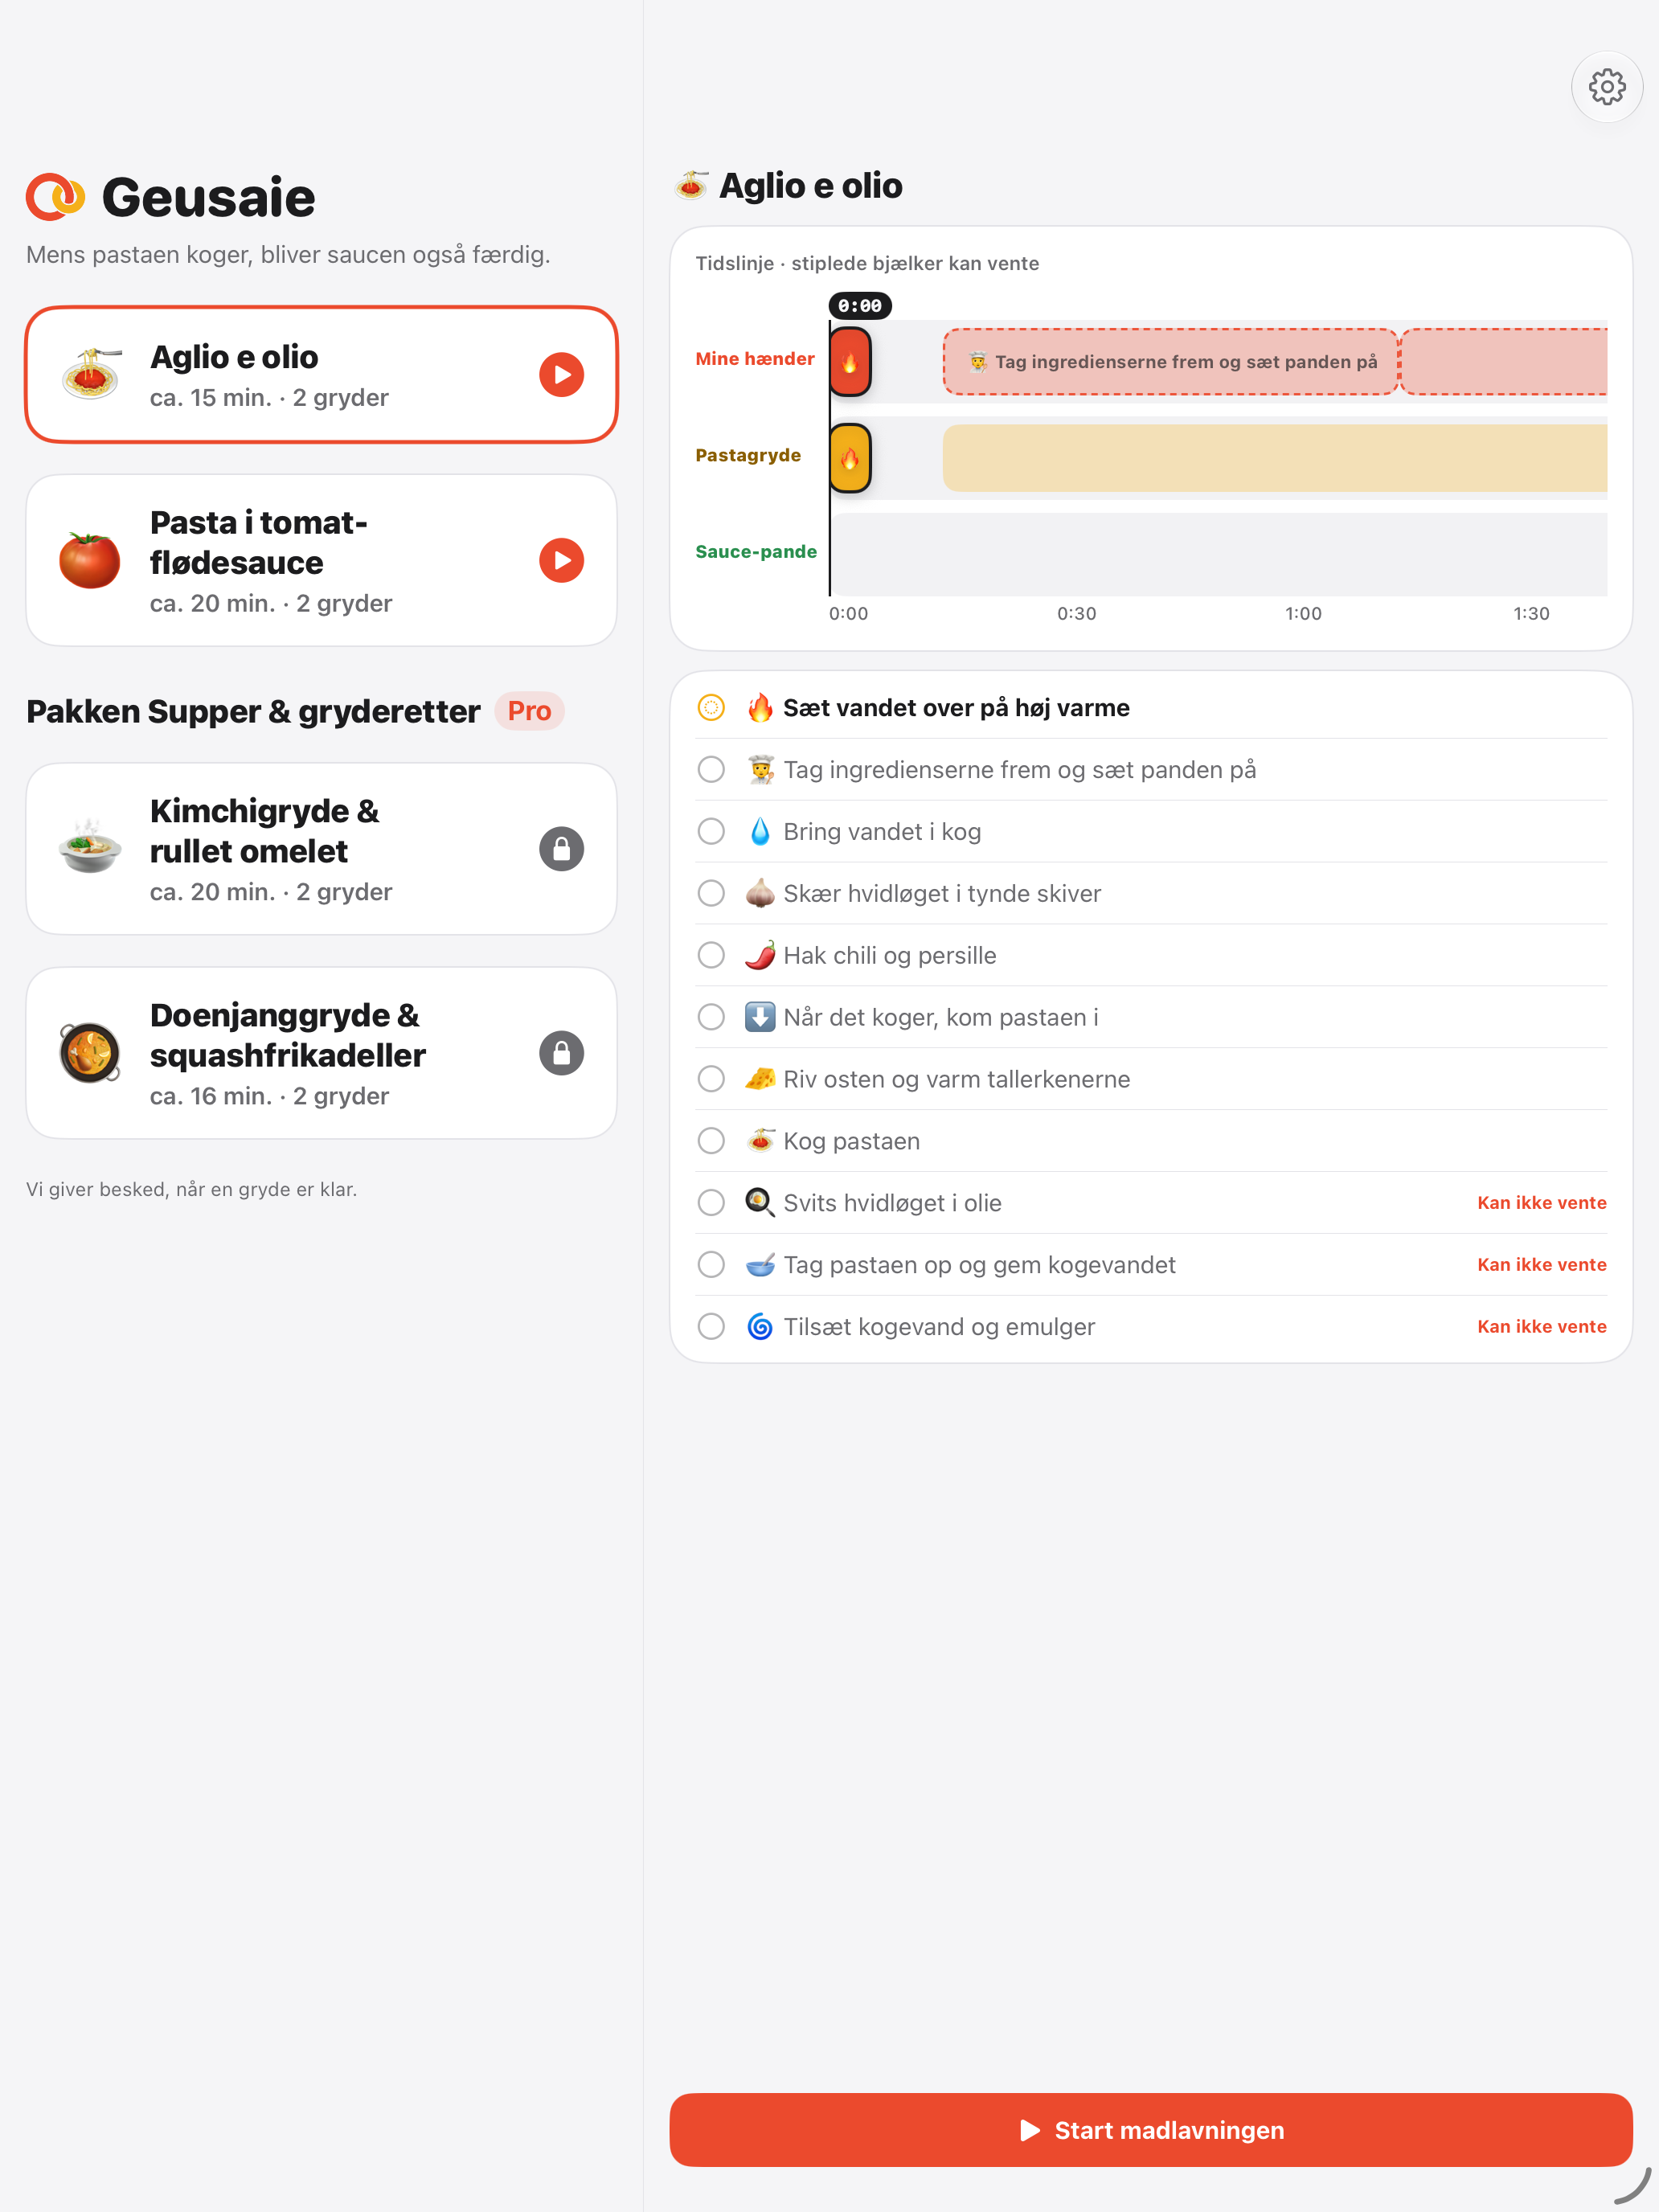 Geusaie
Mens pastaen koger, bliver saucen også færdig.
Aglio e olio
ca. 15 min. · 2 gryder
Pasta i tomat-
flødesauce
ca. 20 min. · 2 gryder
Pakken Supper & gryderetter Pro
Kimchigryde &
rullet omelet
ca. 20 min. · 2 gryder
Doenjanggryde &
squashfrikadeller
ca. 16 min. · 2 gryder
Vi giver besked, når en gryde er klar.
Aglio e olio
Tidslinje · stiplede bjælker kan vente
0:00
Mine hænder
Tag ingredienserne frem og sæt panden på
Pastagryde
Sauce-pande
0:00 0:30 1:00 1:30
Sæt vandet over på høj varme
Tag ingredienserne frem og sæt panden på
Bring vandet i kog
Skær hvidløget i tynde skiver
Hak chili og persille
Når det koger, kom pastaen i
Riv osten og varm tallerkenerne
Kog pastaen
Svits hvidløget i olie Kan ikke vente
Tag pastaen op og gem kogevandet Kan ikke vente
Tilsæt kogevand og emulger Kan ikke vente
Start madlavningen